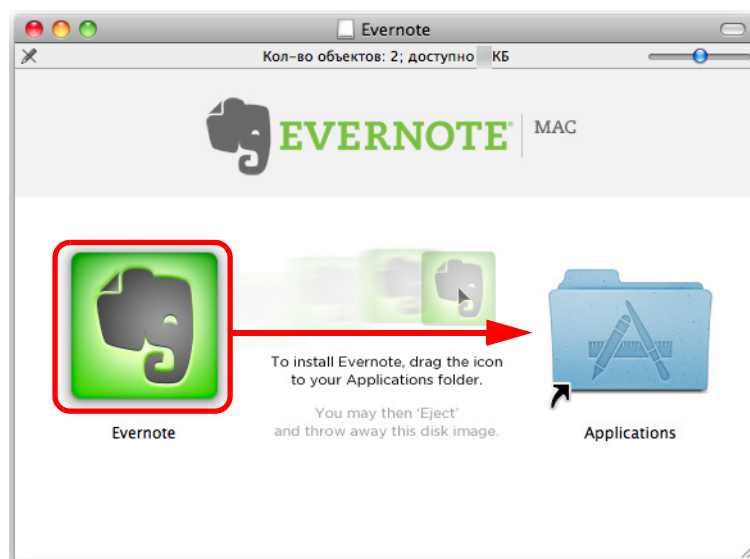 Evernote
Кол-во объектов: 2; доступно КБ
EVERNOTE® MAC
To install Evernote, drag the icon
to your Applications folder.
You may then ‘Eject’
and throw away this disk image.
Evernote
Applications